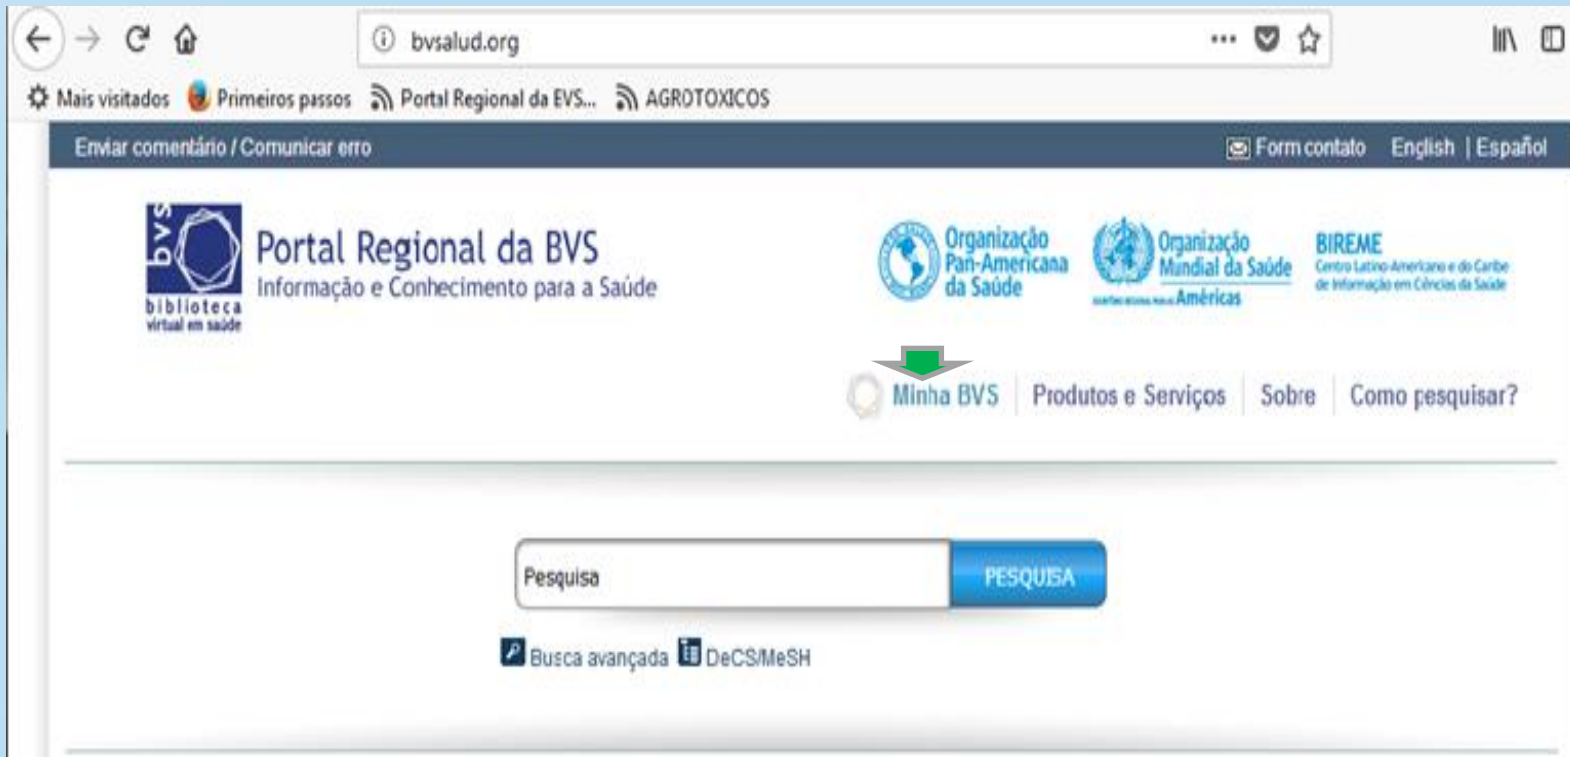 bvsalud.org
Mais visitados Primeiros passos Portal Regional da EVS... AGROTOXICOS
Enviar comentário / Comunicar erro Form contato English | Español
bvs
biblioteca
virtual em saúde
Portal Regional da BVS
Informação e Conhecimento para a Saúde
Organização
Pan-Americana
da Saúde
Organização
Mundial da Saúde
Américas
BIREME
Centro Latino-Americano e do Caribe
de Informação em Ciências da Saúde
Minha BVS Produtos e Serviços Sobre Como pesquisar?
Pesquisa PESQUISA
Busca avançada DeCS/MeSH